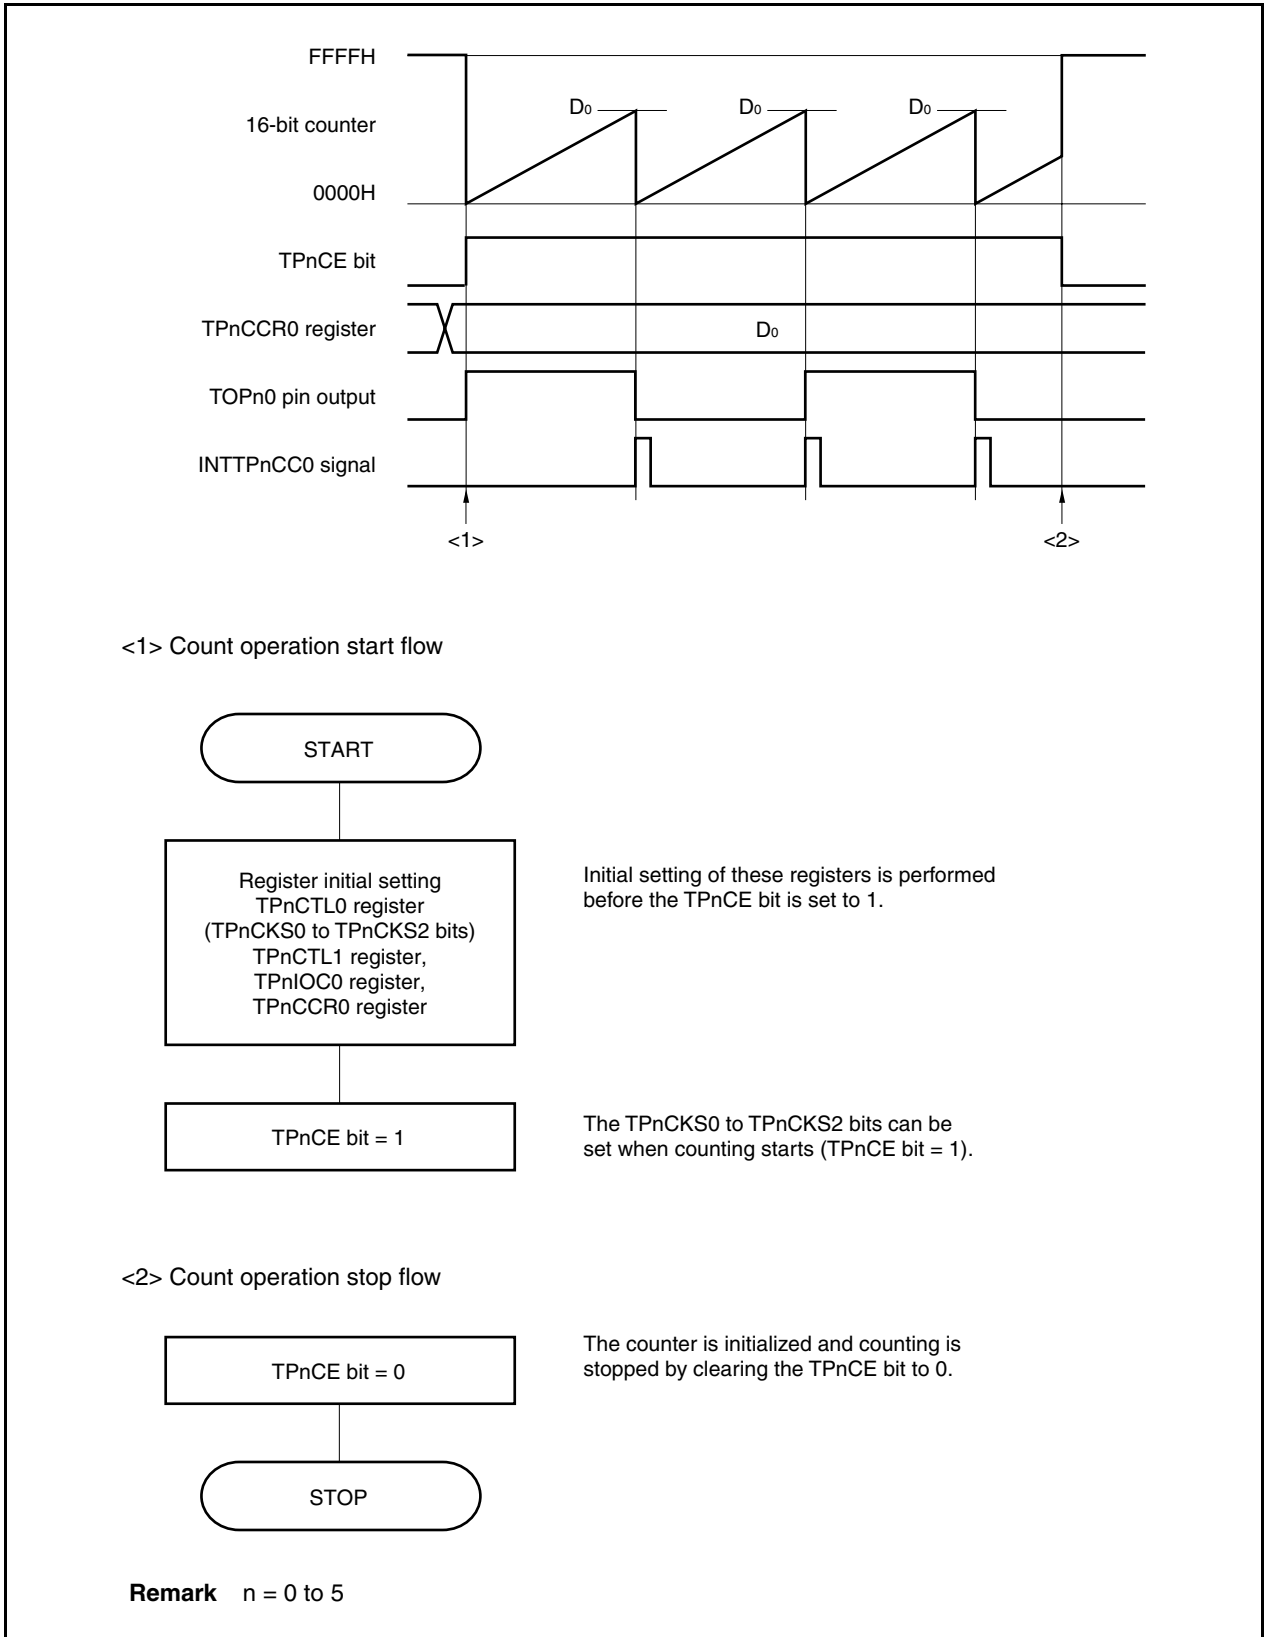 FFFFH
D0 D0 D0
16-bit counter
0000H
TPnCE bit
TPnCCR0 register D0
TOPn0 pin output
INTTPnCC0 signal
<1> <2>
<1> Count operation start flow
START
Register initial setting
TPnCTL0 register
(TPnCKS0 to TPnCKS2 bits)
TPnCTL1 register,
TPnIOC0 register,
TPnCCR0 register
Initial setting of these registers is performed
before the TPnCE bit is set to 1.
TPnCE bit = 1
The TPnCKS0 to TPnCKS2 bits can be
set when counting starts (TPnCE bit = 1).
<2> Count operation stop flow
TPnCE bit = 0
The counter is initialized and counting is
stopped by clearing the TPnCE bit to 0.
STOP
Remark n = 0 to 5